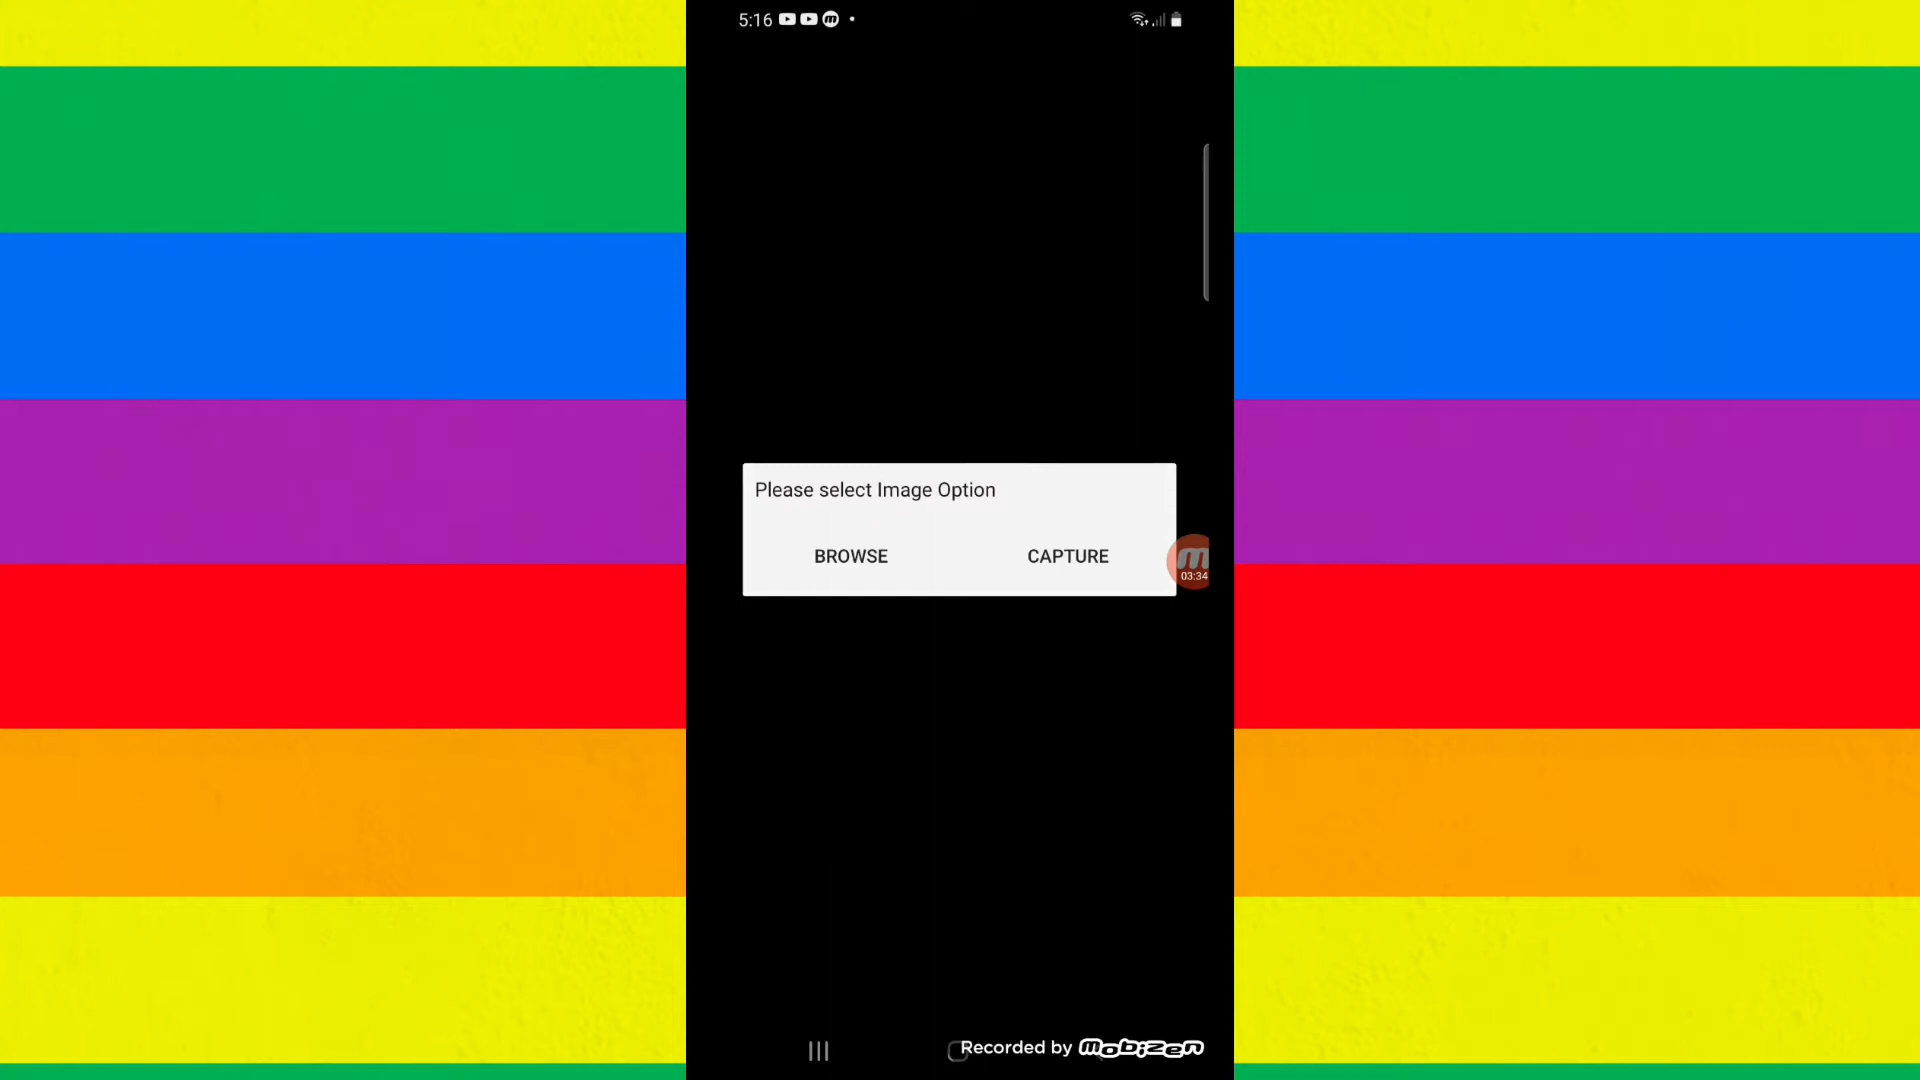 5:16
Please select Image Option
BROWSE CAPTURE
03:34
Recorded by mobizen